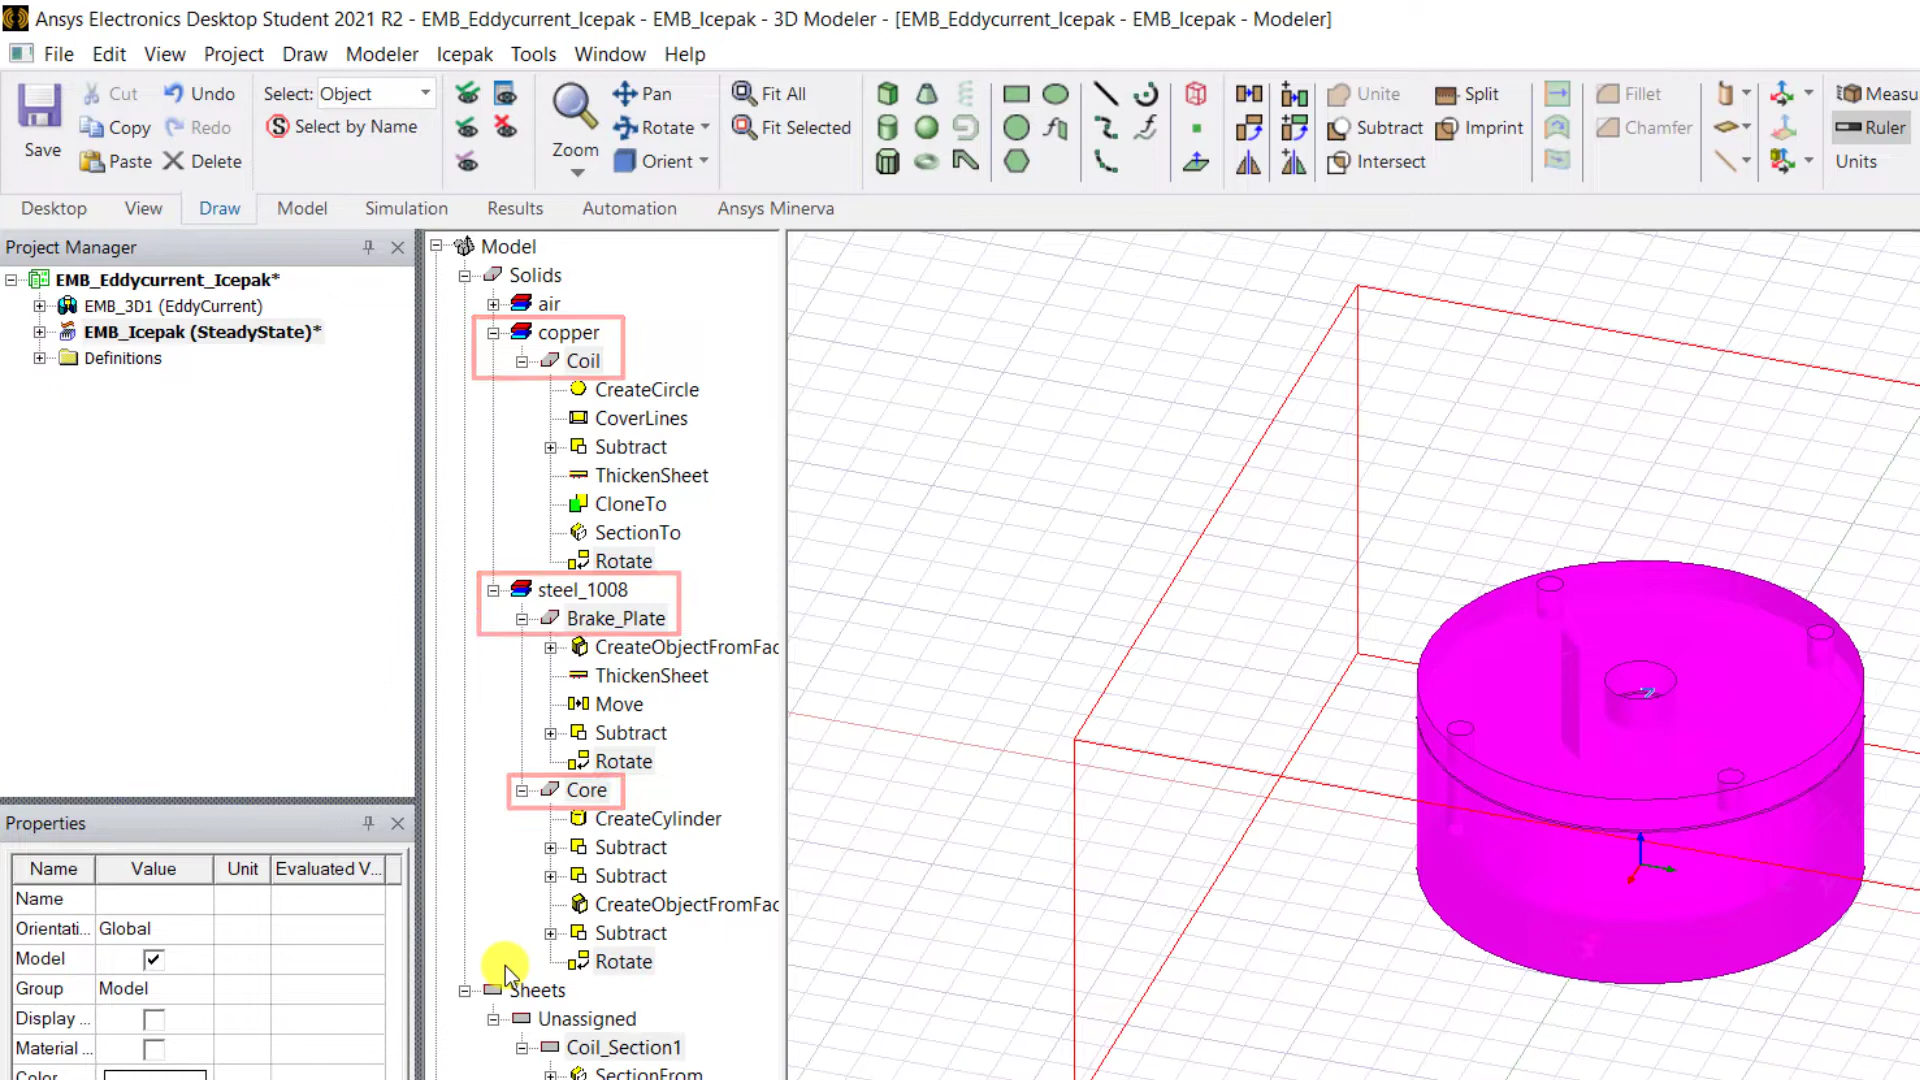 Ansys Electronics Desktop Student 2021 R2 - EMB_Eddycurrent_Icepak - EMB_Icepak - 3D Modeler - [EMB_Eddycurrent_Icepak - EMB_Icepak - Modeler]
File Edit View Project Draw Modeler Icepak Tools Window Help
Save
Cut
Copy
Paste
Undo
Redo
Delete
Select: Object
Select by Name
Zoom
Pan
Rotate
Orient
Fit All
Fit Selected
Unite
Subtract
Intersect
Split
Imprint
Fillet
Chamfer
Measu
Ruler
Units
Desktop View Draw Model Simulation Results Automation Ansys Minerva
Project Manager
EMB_Eddycurrent_Icepak*
EMB_3D1 (EddyCurrent)
EMB_Icepak (SteadyState)*
Definitions
Model
Solids
air
copper
Coil
CreateCircle
CoverLines
Subtract
ThickenSheet
CloneTo
SectionTo
Rotate
steel_1008
Brake_Plate
CreateObjectFromFac
ThickenSheet
Move
Subtract
Rotate
Core
CreateCylinder
Subtract
Subtract
CreateObjectFromFac
Subtract
Rotate
Sheets
Unassigned
Coil_Section1
SectionFrom
Properties
Name Value Unit Evaluated V...
Name
Orientati... Global
Model
Group Model
Display ...
Material ...
Color